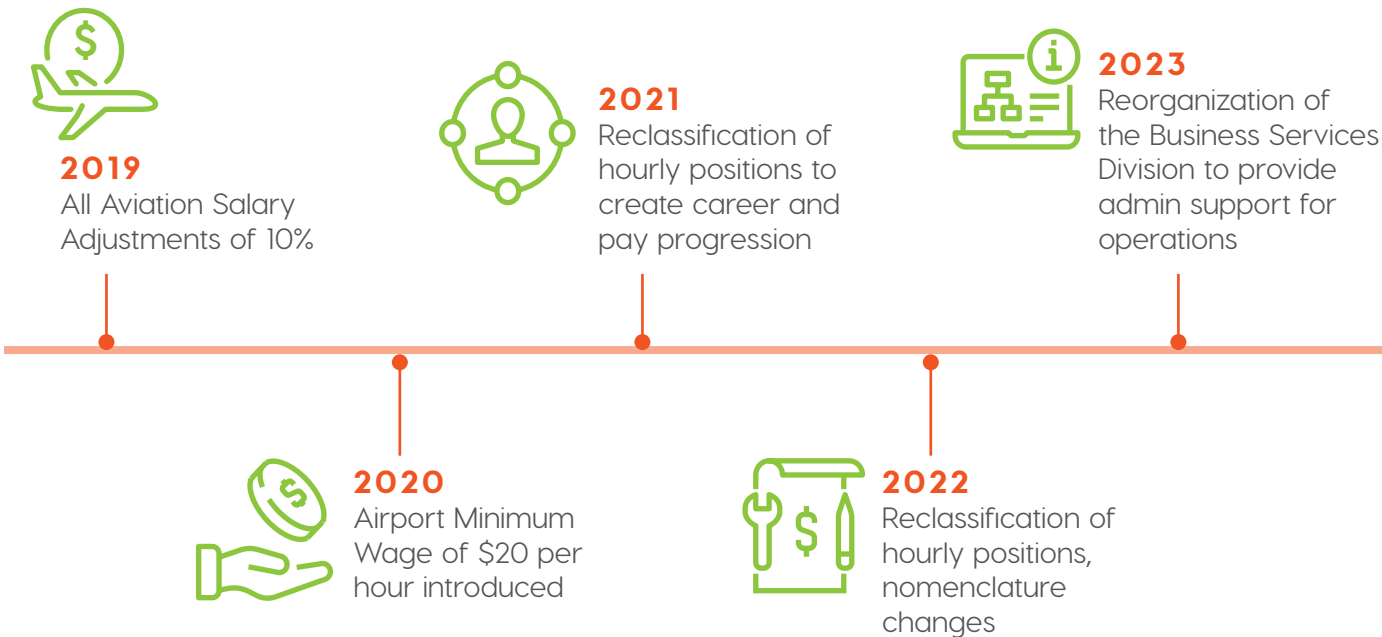 2019
All Aviation Salary
Adjustments of 10%
2020
Airport Minimum
Wage of $20 per
hour introduced
2021
Reclassification of
hourly positions to
create career and
pay progression
2022
Reclassification of
hourly positions,
nomenclature
changes
2023
Reorganization of
the Business Services
Division to provide
admin support for
operations